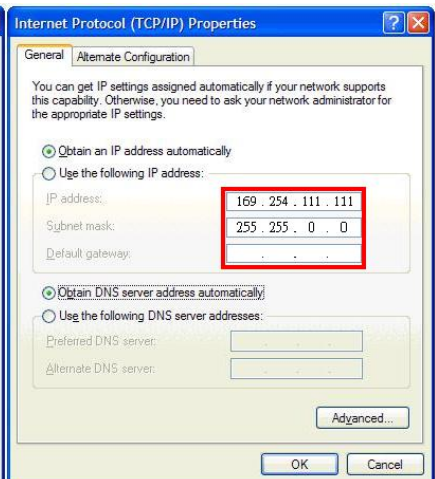 Internet Protocol (TCP/IP) Properties
General
Alternate Configuration
You can get IP settings assigned automatically if your network supports
this capability. Otherwise, you need to ask your network administrator for
the appropriate IP settings.
Obtain an IP address automatically
Use the following IP address:
IP address:
169 . 254 . 111 . 111
Subnet mask:
255 . 255 . 0 . 0
Default gateway:
. . .
Obtain DNS server address automatically
Use the following DNS server addresses:
Preferred DNS server:
. . .
Alternate DNS server:
. . .
Advanced...
OK
Cancel